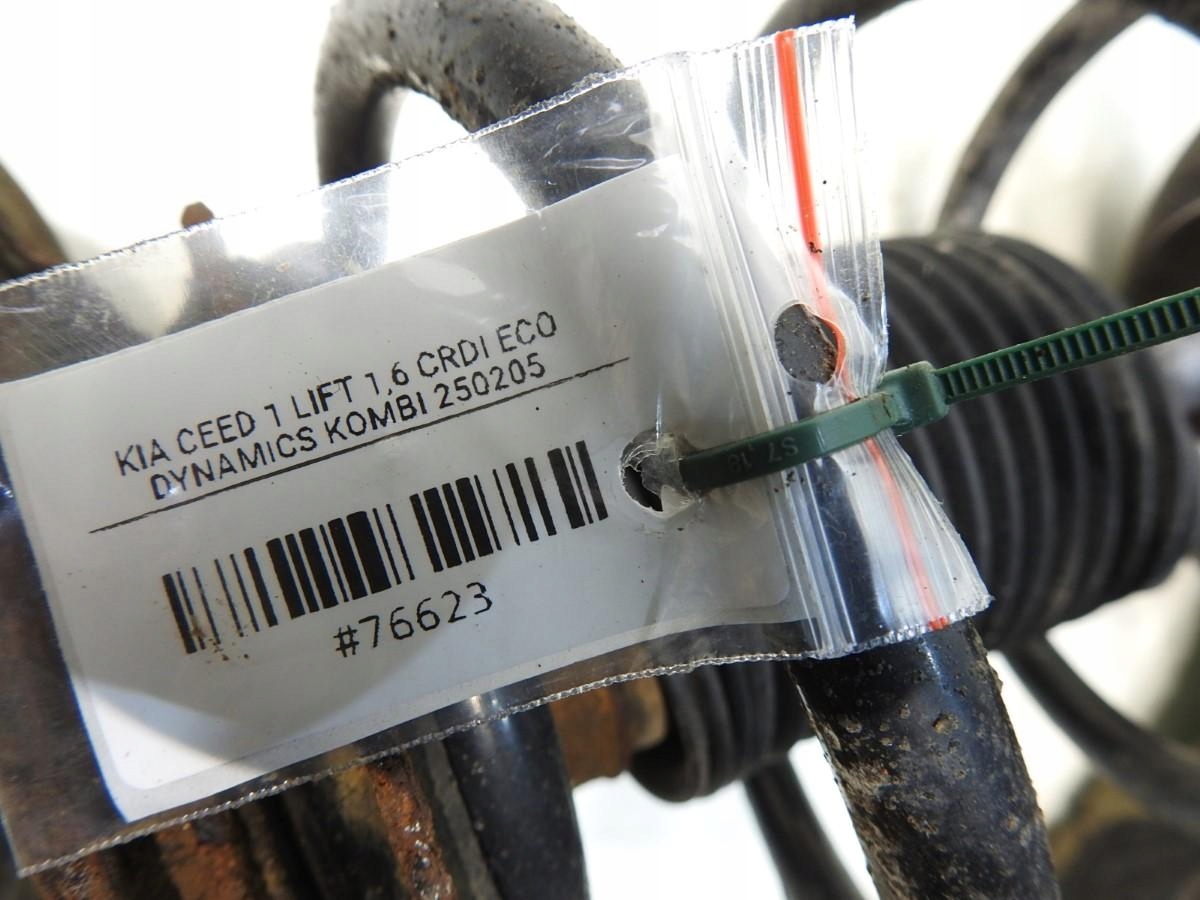 KIA CEED 1 LIFT 1,6 CRDI ECO
DYNAMICS KOMBI 250205
#76623